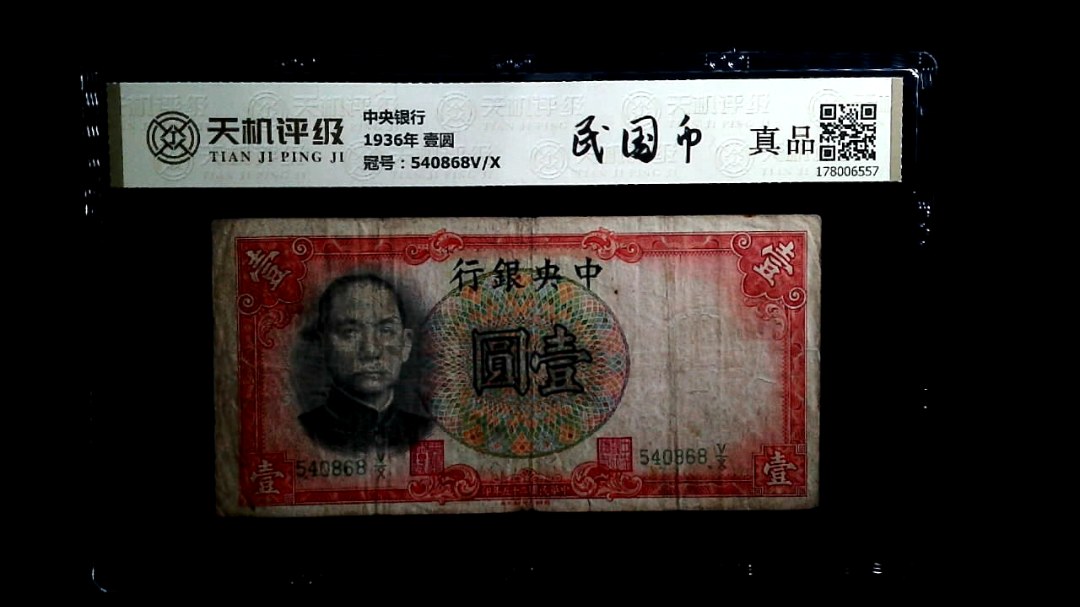 天机评级
TIAN JI PING JI
中央银行
1936年 壹圆
冠号：540868V/X
民国币
真品
178006557
壹
壹
行銀央中
圓壹
540868 V/X
540868 V/X
壹
壹